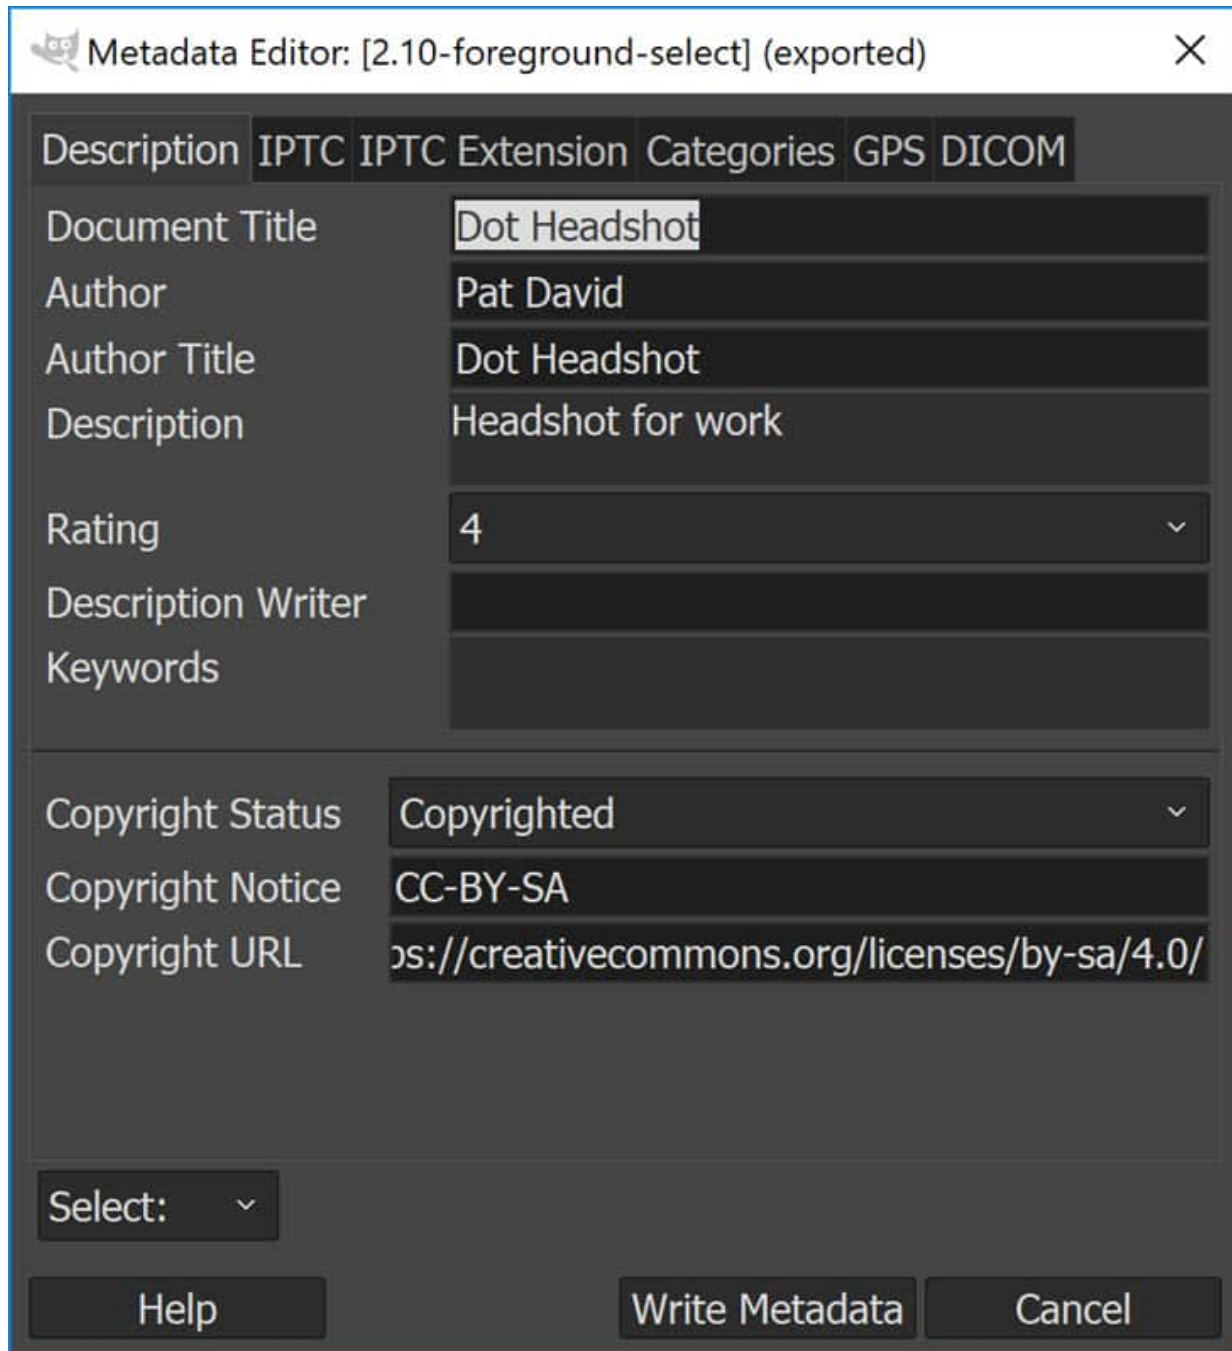 Metadata Editor: [2.10-foreground-select] (exported)
Description IPTC IPTC Extension Categories GPS DICOM
Document Title Dot Headshot
Author Pat David
Author Title Dot Headshot
Description Headshot for work
Rating 4
Description Writer
Keywords
Copyright Status Copyrighted
Copyright Notice CC-BY-SA
Copyright URL ps://creativecommons.org/licenses/by-sa/4.0/
Select:
Help Write Metadata Cancel